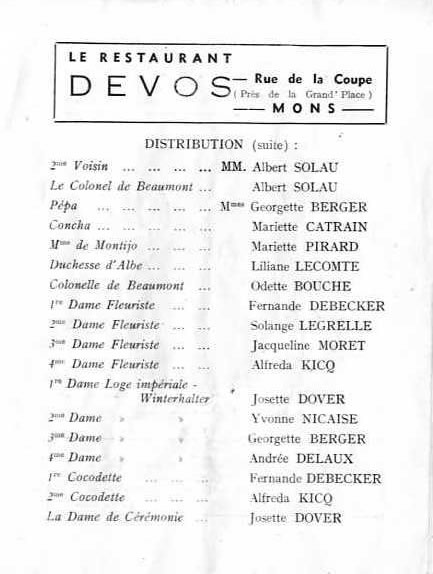 LE RESTAURANT
DEVOS — Rue de la Coupe
(Près de la Grand' Place)
—— MONS ——
DISTRIBUTION (suite) :
2me Voisin ... ... ... ... MM. Albert SOLAU
Le Colonel de Beaumont ... Albert SOLAU
Pépa ... ... ... ... ... Mmes Georgette BERGER
Concha ... ... ... ... ... Mariette CATRAIN
Mme de Montijo ... ... ... Mariette PIRARD
Duchesse d'Albe ... ... ... Liliane LECOMTE
Colonelle de Beaumont ... Odette BOUCHE
1re Dame Fleuriste ... ... Fernande DEBECKER
2me Dame Fleuriste ... ... Solange LEGRELLE
3me Dame Fleuriste ... ... Jacqueline MORET
4me Dame Fleuriste ... ... Alfreda KICQ
1re Dame Loge impériale -
Winterhalter Josette DOVER
2me Dame » » Yvonne NICAISE
3me Dame » » Georgette BERGER
4me Dame » » Andrée DELAUX
1re Cocodette ... ... ... Fernande DEBECKER
2me Cocodette ... ... ... Alfreda KICQ
La Dame de Cérémonie ... Josette DOVER